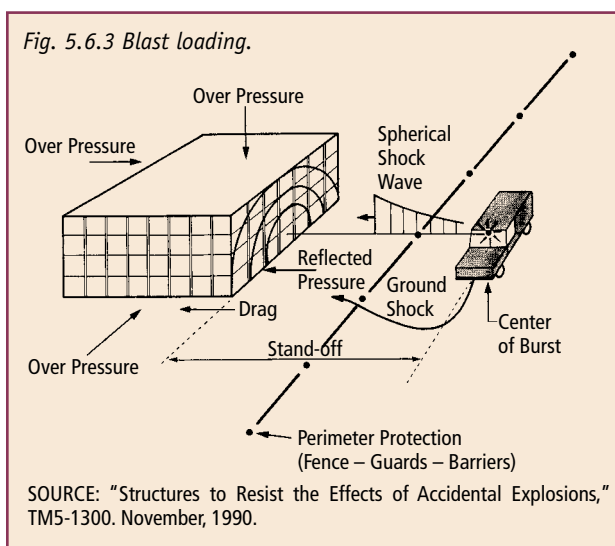 Fig. 5.6.3 Blast loading.
Over Pressure
Over Pressure
Spherical
Shock
Wave
Reflected
Pressure
Ground
Shock
Drag
Center
of Burst
Over Pressure
Stand-off
Perimeter Protection
(Fence – Guards – Barriers)
SOURCE: "Structures to Resist the Effects of Accidental Explosions,"
TM5-1300. November, 1990.